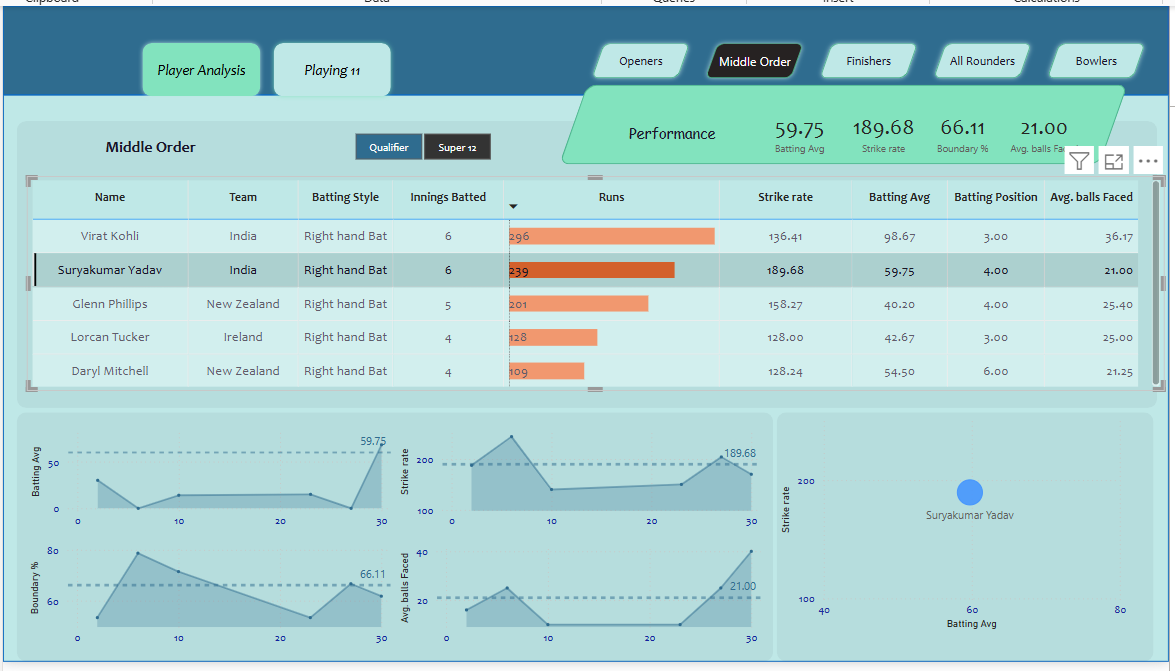 Clipboard Data Queries Insert Calculations
Player Analysis Playing 11 Openers Middle Order Finishers All Rounders Bowlers
Middle Order Qualifier Super 12 Performance
59.75 189.68 66.11 21.00
Batting Avg Strike rate Boundary % Avg. balls
Name Team Batting Style Innings Batted Runs Strike rate Batting Avg Batting Position Avg. balls Faced
Virat Kohli India Right hand Bat 6 296 136.41 98.67 3.00 36.17
Suryakumar Yadav India Right hand Bat 6 239 189.68 59.75 4.00 21.00
Glenn Phillips New Zealand Right hand Bat 5 201 158.27 40.20 4.00 25.40
Lorcan Tucker Ireland Right hand Bat 4 128 128.00 42.67 3.00 25.00
Daryl Mitchell New Zealand Right hand Bat 4 109 128.24 54.50 6.00 21.25
Batting Avg
59.75
50
0
0 10 20 30
Strike rate
189.68
200
100
0 10 20 30
Boundary %
80
66.11
60
0 10 20 30
Avg. balls Faced
40
21.00
20
0 10 20 30
Strike rate
200
Suryakumar Yadav
100
40 60 80
Batting Avg